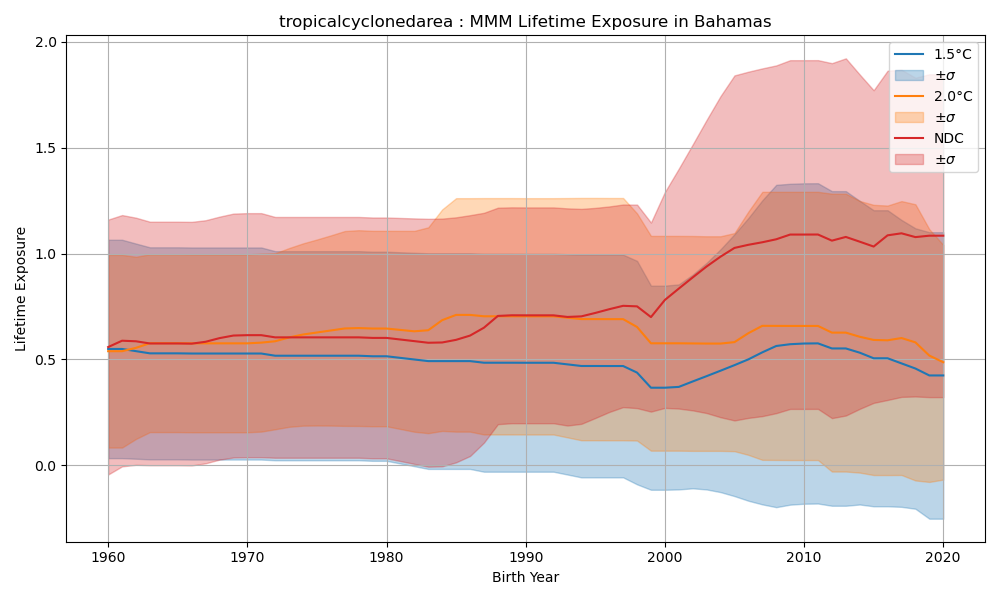 tropicalcyclonedarea : MMM Lifetime Exposure in Bahamas
2.0
1.5
1.0
0.5
0.0
Lifetime Exposure
1960
1970
1980
1990
2000
2010
2020
Birth Year
1.5°C
±σ
2.0°C
±σ
NDC
±σ